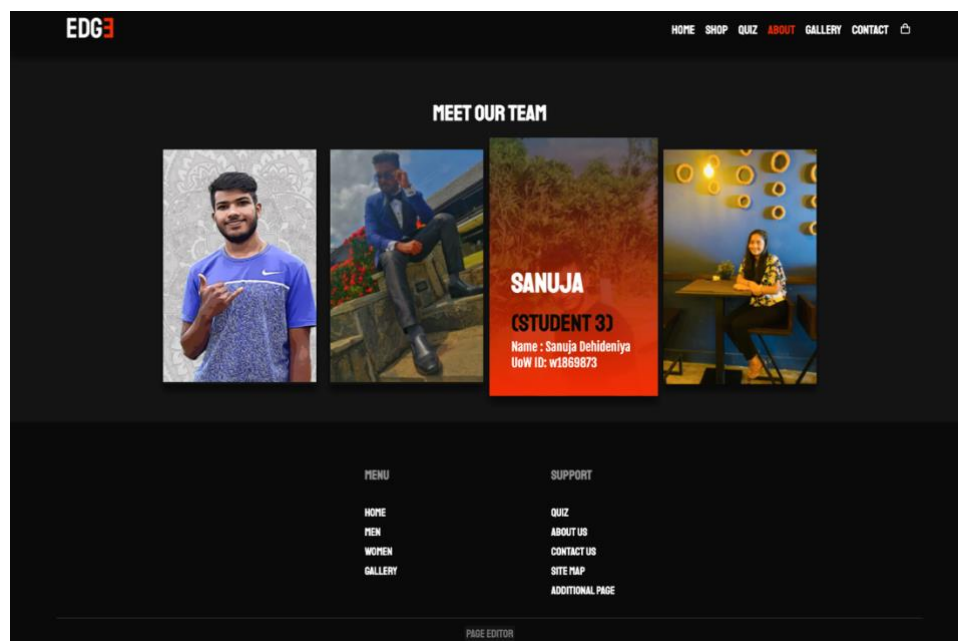 EDGE
HOME SHOP QUIZ ABOUT GALLERY CONTACT
MEET OUR TEAM
SANUJA
(STUDENT 3)
Name : Sanuja Dehideniya
UoW ID: w1869873
MENU
HOME
MEN
WOMEN
GALLERY
SUPPORT
QUIZ
ABOUT US
CONTACT US
SITE MAP
ADDITIONAL PAGE
PAGE EDITOR